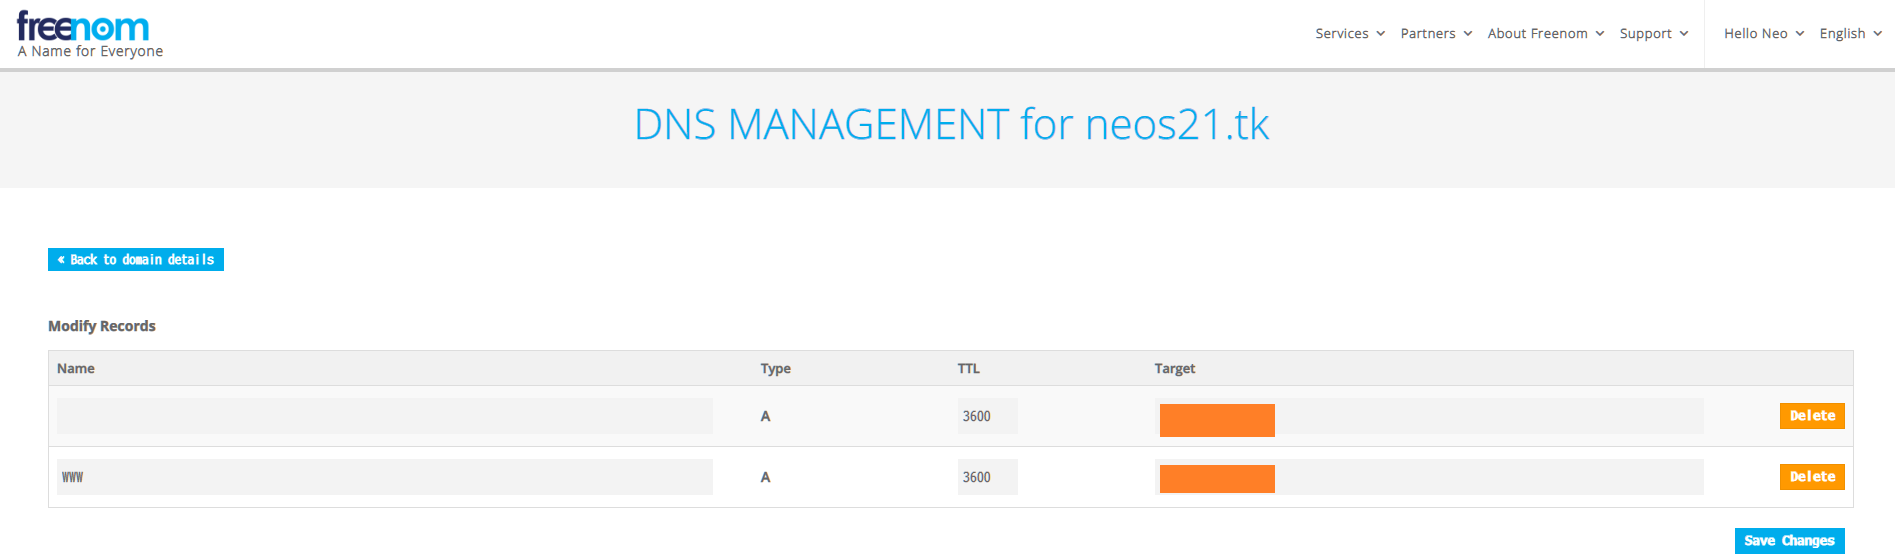 freenom
A Name for Everyone
Services Partners About Freenom Support Hello Neo English
DNS MANAGEMENT for neos21.tk
« Back to domain details
Modify Records
Name Type TTL Target
A 3600 Delete
WWW A 3600 Delete
Save Changes